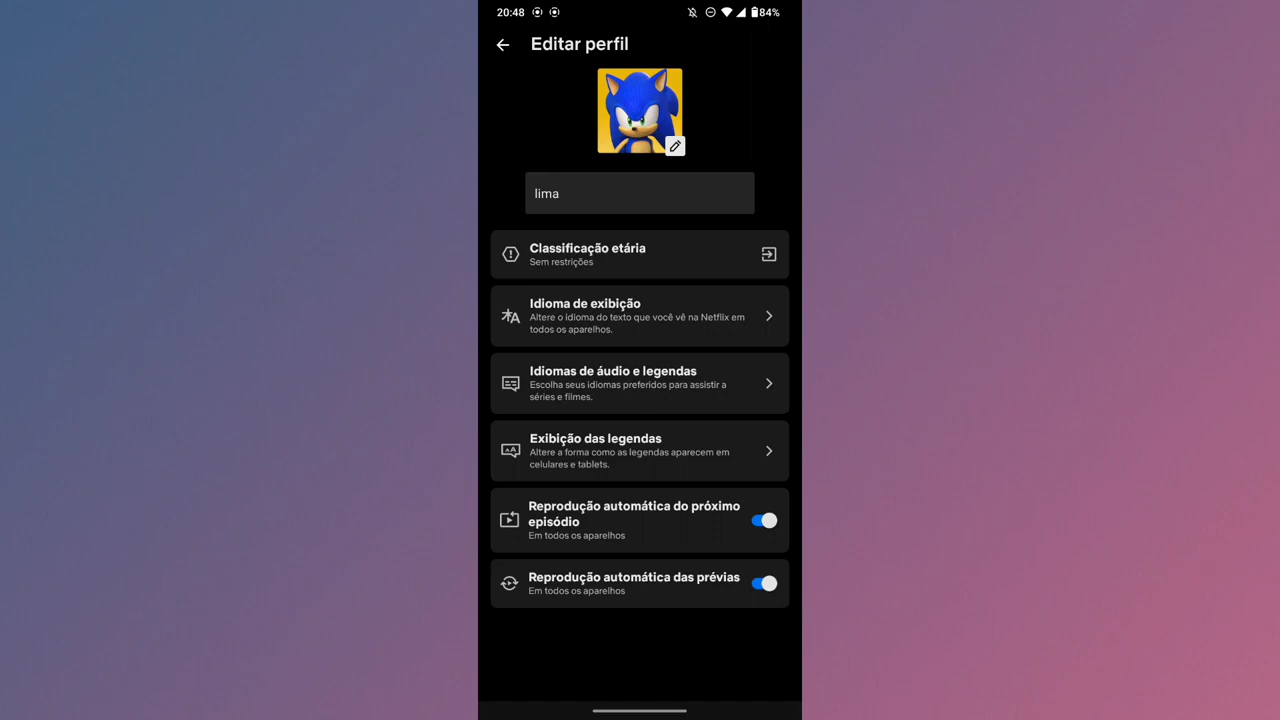 20:48
84%
Editar perfil
lima
Classificação etária
Sem restrições
Idioma de exibição
Altere o idioma do texto que você vê na Netflix em
todos os aparelhos.
Idiomas de áudio e legendas
Escolha seus idiomas preferidos para assistir a
séries e filmes.
Exibição das legendas
Altere a forma como as legendas aparecem em
celulares e tablets.
Reprodução automática do próximo
episódio
Em todos os aparelhos
Reprodução automática das prévias
Em todos os aparelhos